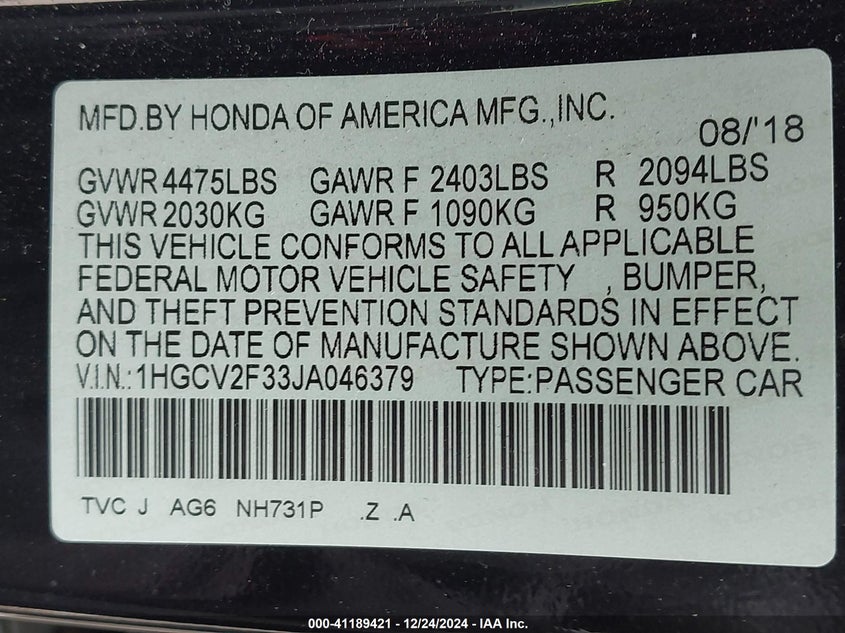 MFD.BY HONDA OF AMERICA MFG.,INC.
08/'18
GVWR 4475LBS GAWR F 2403LBS R 2094LBS
GVWR 2030KG GAWR F 1090KG R 950KG
THIS VEHICLE CONFORMS TO ALL APPLICABLE
FEDERAL MOTOR VEHICLE SAFETY , BUMPER,
AND THEFT PREVENTION STANDARDS IN EFFECT
ON THE DATE OF MANUFACTURE SHOWN ABOVE.
V.I.N.:1HGCV2F33JA046379 TYPE:PASSENGER CAR
TVC J AG6 NH731P .Z .A
000-41189421 - 12/24/2024 - IAA Inc.